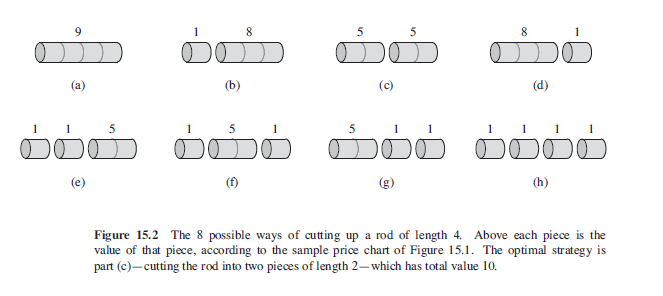 9
1 8
5 5
8 1
(a)
(b)
(c)
(d)
1 1 5
1 5 1
5 1 1
1 1 1 1
(e)
(f)
(g)
(h)
Figure 15.2 The 8 possible ways of cutting up a rod of length 4. Above each piece is the
value of that piece, according to the sample price chart of Figure 15.1. The optimal strategy is
part (c)—cutting the rod into two pieces of length 2—which has total value 10.